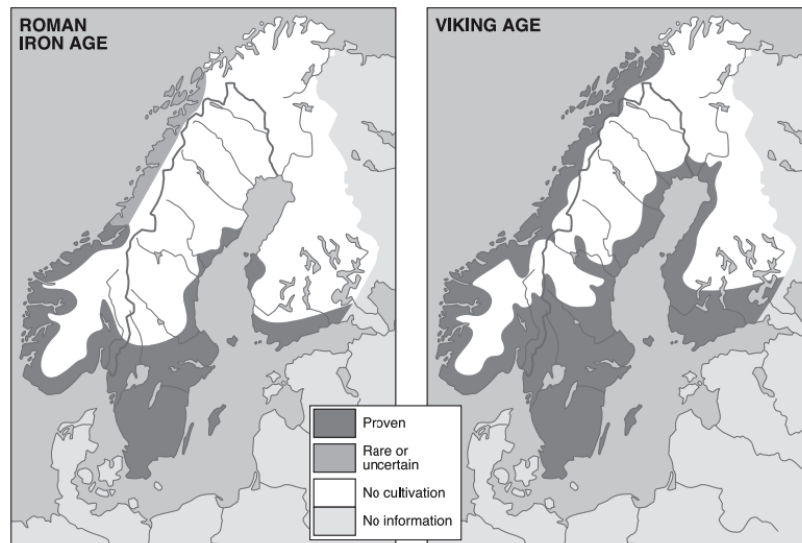 ROMAN
IRON AGE
VIKING AGE
Proven
Rare or
uncertain
No cultivation
No information